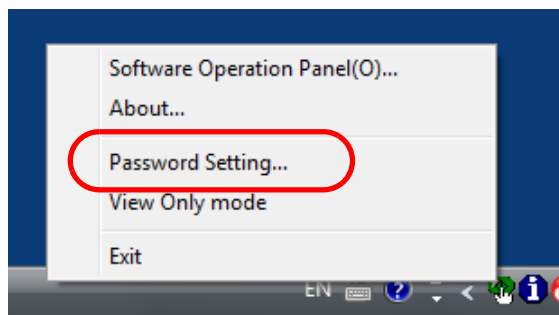 Software Operation Panel(O)...
About...
Password Setting...
View Only mode
Exit
EN